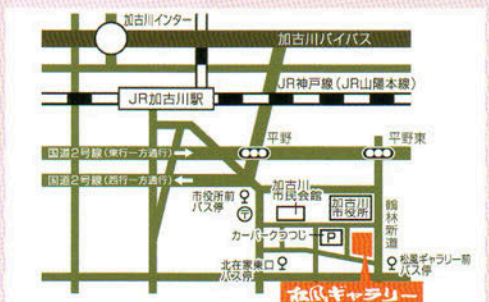 加古川インター
加古川バイパス
JR神戸線(JR山陽本線)
JR加古川駅
平野
平野東
国道2号線(東行一方通行)→
国道2号線(西行一方通行)←
市役所前
バス停
〒
加古川
市民会館
加古川
市役所
鶴林新道
カーパークつつじ
P
北在家東口
バス停
松風ギャラリー前
バス停
松風ギャラリー